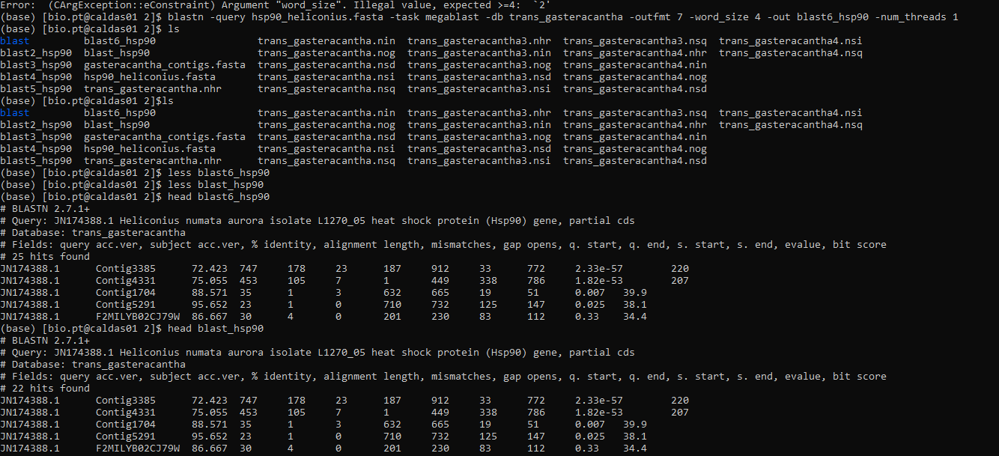 Error:  (CArgException::eConstraint) Argument "word_size". Illegal value, expected >=4:  `2'
(base) [bio.pt@caldas01 2]$ blastn -query hsp90_heliconius.fasta -task megablast -db trans_gasteracantha -outfmt 7 -word_size 4 -out blast6_hsp90 -num_threads 1
(base) [bio.pt@caldas01 2]$ ls
blast        blast6_hsp90                 trans_gasteracantha.nin  trans_gasteracantha3.nhr  trans_gasteracantha3.nsq  trans_gasteracantha4.nsi
blast2_hsp90  blast_hsp90                  trans_gasteracantha.nog  trans_gasteracantha3.nin  trans_gasteracantha4.nhr  trans_gasteracantha4.nsq
blast3_hsp90  gasteracantha_contigs.fasta  trans_gasteracantha.nsd  trans_gasteracantha3.nog  trans_gasteracantha4.nin
blast4_hsp90  hsp90_heliconius.fasta       trans_gasteracantha.nsi  trans_gasteracantha3.nsd  trans_gasteracantha4.nog
blast5_hsp90  trans_gasteracantha.nhr      trans_gasteracantha.nsq  trans_gasteracantha3.nsi  trans_gasteracantha4.nsd
(base) [bio.pt@caldas01 2]$ls
blast        blast6_hsp90                 trans_gasteracantha.nin  trans_gasteracantha3.nhr  trans_gasteracantha3.nsq  trans_gasteracantha4.nsi
blast2_hsp90  blast_hsp90                  trans_gasteracantha.nog  trans_gasteracantha3.nin  trans_gasteracantha4.nhr  trans_gasteracantha4.nsq
blast3_hsp90  gasteracantha_contigs.fasta  trans_gasteracantha.nsd  trans_gasteracantha3.nog  trans_gasteracantha4.nin
blast4_hsp90  hsp90_heliconius.fasta       trans_gasteracantha.nsi  trans_gasteracantha3.nsd  trans_gasteracantha4.nog
blast5_hsp90  trans_gasteracantha.nhr      trans_gasteracantha.nsq  trans_gasteracantha3.nsi  trans_gasteracantha4.nsd
(base) [bio.pt@caldas01 2]$ less blast6_hsp90
(base) [bio.pt@caldas01 2]$ less blast_hsp90
(base) [bio.pt@caldas01 2]$ head blast6_hsp90
# BLASTN 2.7.1+
# Query: JN174388.1 Heliconius numata aurora isolate L1270_05 heat shock protein (Hsp90) gene, partial cds
# Database: trans_gasteracantha
# Fields: query acc.ver, subject acc.ver, % identity, alignment length, mismatches, gap opens, q. start, q. end, s. start, s. end, evalue, bit score
# 25 hits found
JN174388.1      Contig3385      72.423  747     178     23      187     912     33      772     2.33e-57        220
JN174388.1      Contig4331      75.055  453     105     7       1       449     338     786     1.82e-53        207
JN174388.1      Contig1704      88.571  35      1       3       632     665     19      51      0.007   39.9
JN174388.1      Contig5291      95.652  23      1       0       710     732     125     147     0.025   38.1
JN174388.1      F2MILYB02CJ79W  86.667  30      4       0       201     230     83      112     0.33    34.4
(base) [bio.pt@caldas01 2]$ head blast_hsp90
# BLASTN 2.7.1+
# Query: JN174388.1 Heliconius numata aurora isolate L1270_05 heat shock protein (Hsp90) gene, partial cds
# Database: trans_gasteracantha
# Fields: query acc.ver, subject acc.ver, % identity, alignment length, mismatches, gap opens, q. start, q. end, s. start, s. end, evalue, bit score
# 22 hits found
JN174388.1      Contig3385      72.423  747     178     23      187     912     33      772     2.33e-57        220
JN174388.1      Contig4331      75.055  453     105     7       1       449     338     786     1.82e-53        207
JN174388.1      Contig1704      88.571  35      1       3       632     665     19      51      0.007   39.9
JN174388.1      Contig5291      95.652  23      1       0       710     732     125     147     0.025   38.1
JN174388.1      F2MILYB02CJ79W  86.667  30      4       0       201     230     83      112     0.33    34.4